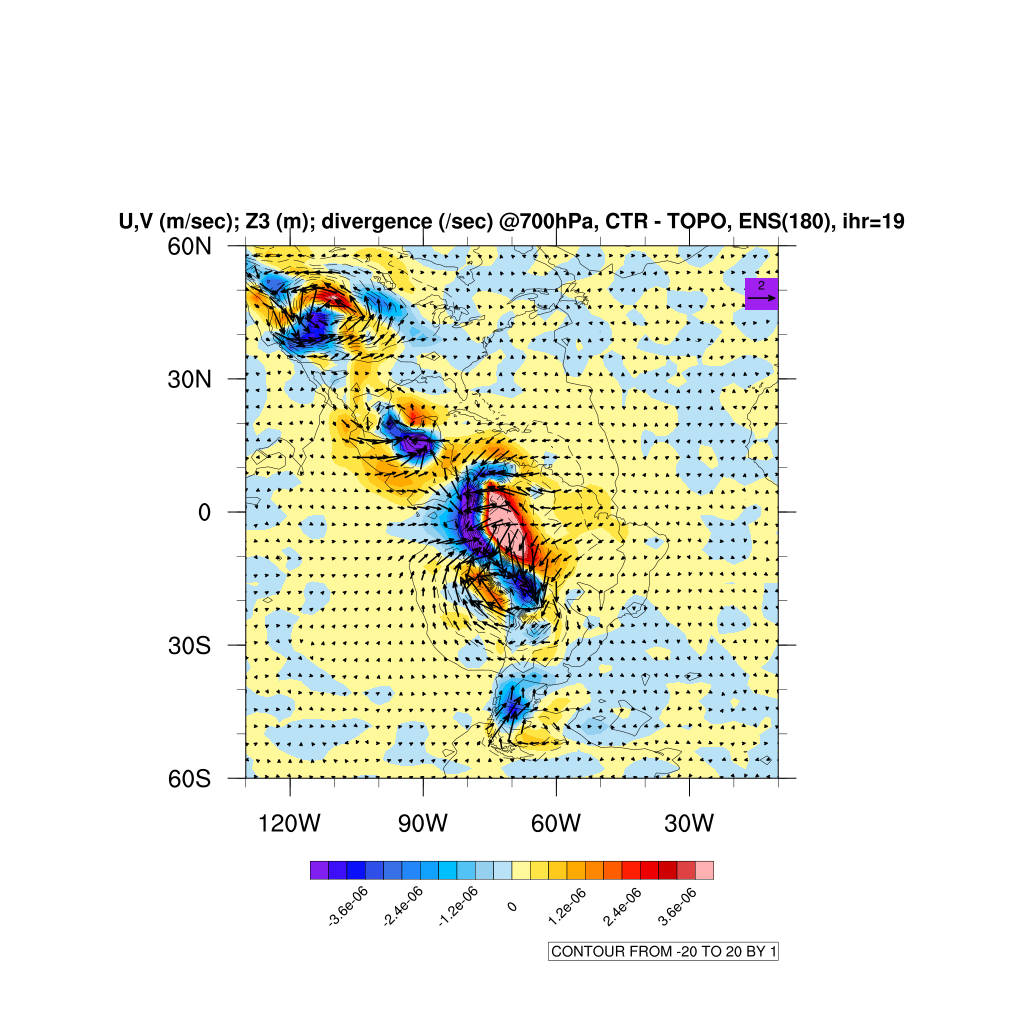 U,V (m/sec); Z3 (m); divergence (/sec) @700hPa, CTR - TOPO, ENS(180), ihr=19
60N
2
30N
0
30S
60S
120W 90W 60W 30W
-3.6e-06 -2.4e-06 -1.2e-06 0 1.2e-06 2.4e-06 3.6e-06
CONTOUR FROM -20 TO 20 BY 1